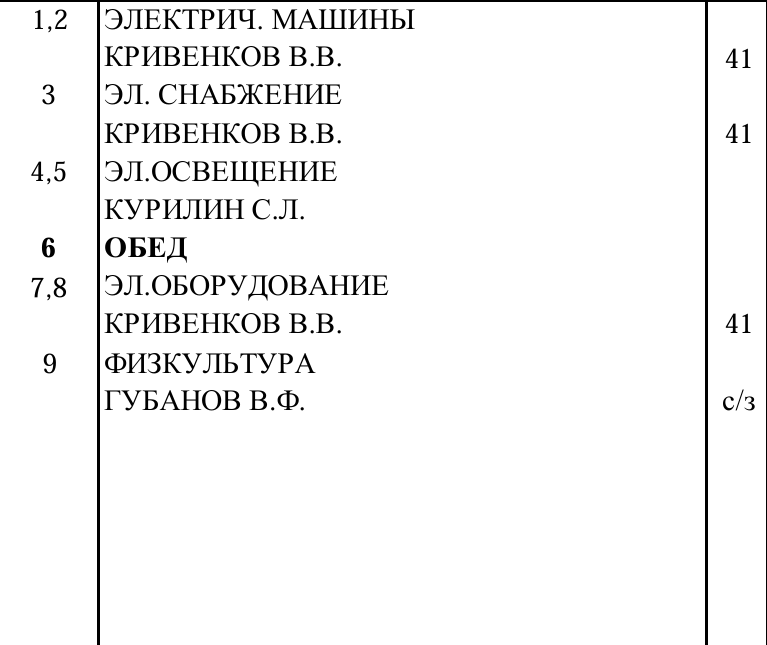 1,2 ЭЛЕКТРИЧ. МАШИНЫ
КРИВЕНКОВ В.В. 41
3 ЭЛ. СНАБЖЕНИЕ
КРИВЕНКОВ В.В. 41
4,5 ЭЛ.ОСВЕЩЕНИЕ
КУРИЛИН С.Л.
6 ОБЕД
7,8 ЭЛ.ОБОРУДОВАНИЕ
КРИВЕНКОВ В.В. 41
9 ФИЗКУЛЬТУРА
ГУБАНОВ В.Ф. с/з